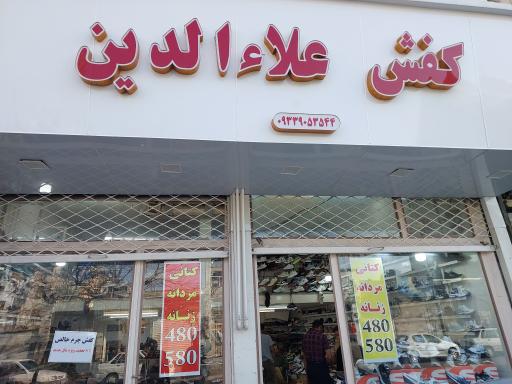 کفش علاءالدین
۰۹۳۳۹۰۵۳۵۴۴
کتانی
مردانه
زنانه
480
580
کتانی
مردانه
زنانه
480
580
کفش چرم خالص